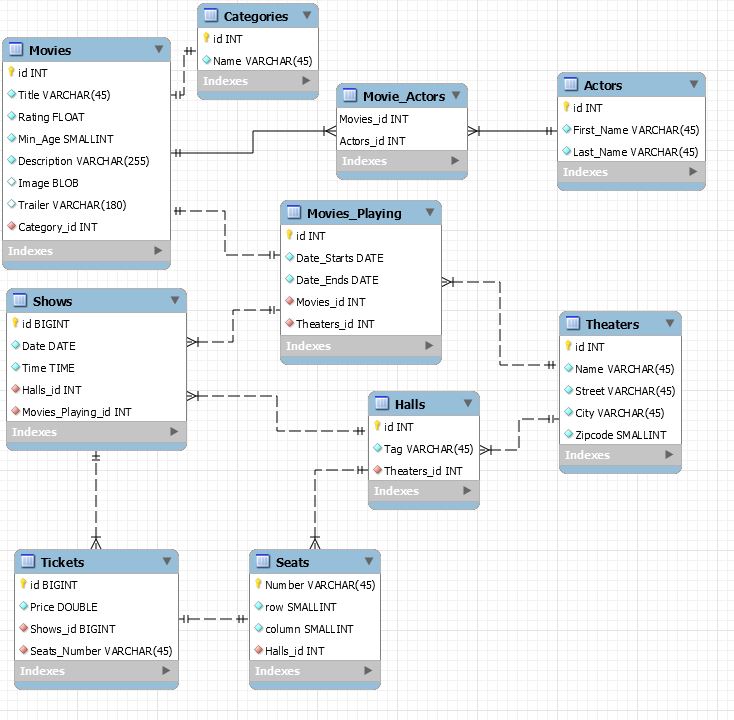 Categories
id INT
Name VARCHAR(45)
Indexes
Movies
id INT
Title VARCHAR(45)
Rating FLOAT
Min_Age SMALLINT
Description VARCHAR(255)
Image BLOB
Trailer VARCHAR(180)
Category_id INT
Indexes
Movie_Actors
Movies_id INT
Actors_id INT
Indexes
Actors
id INT
First_Name VARCHAR(45)
Last_Name VARCHAR(45)
Indexes
Movies_Playing
id INT
Date_Starts DATE
Date_Ends DATE
Movies_id INT
Theaters_id INT
Indexes
Shows
id BIGINT
Date DATE
Time TIME
Halls_id INT
Movies_Playing_id INT
Indexes
Theaters
id INT
Name VARCHAR(45)
Street VARCHAR(45)
City VARCHAR(45)
Zipcode SMALLINT
Indexes
Halls
id INT
Tag VARCHAR(45)
Theaters_id INT
Indexes
Tickets
id BIGINT
Price DOUBLE
Shows_id BIGINT
Seats_Number VARCHAR(45)
Indexes
Seats
Number VARCHAR(45)
row SMALLINT
column SMALLINT
Halls_id INT
Indexes